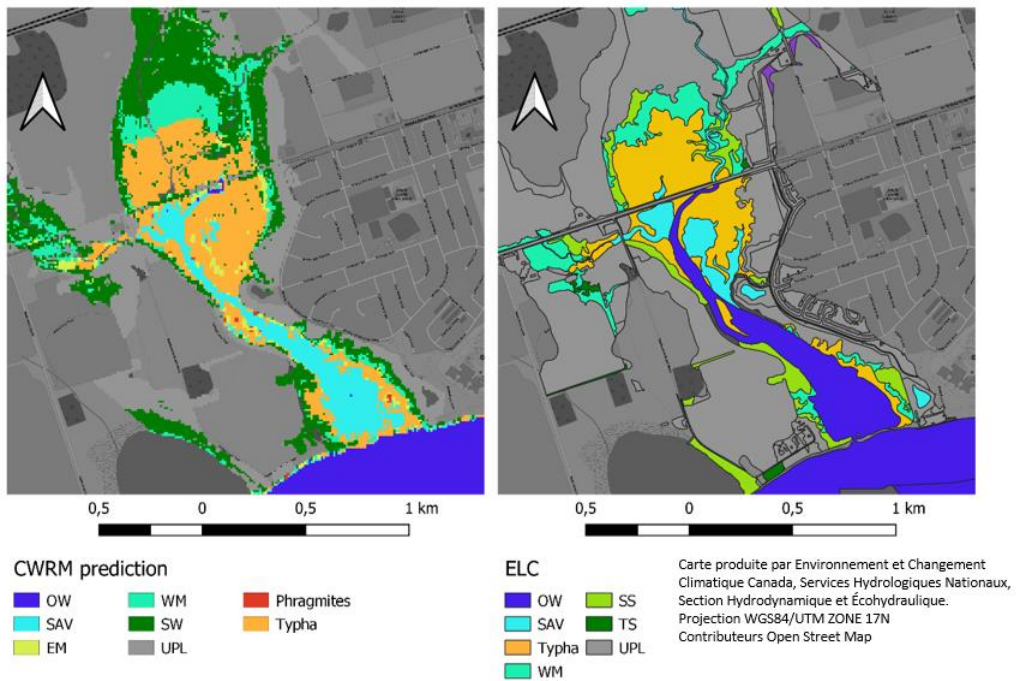 0,5 0 0,5 1 km
0,5 0 0,5 1 km
CWRM prediction
OW WM Phragmites
SAV SW Typha
EM UPL
ELC
OW SS
SAV TS
Typha UPL
WM
Carte produite par Environnement et Changement
Climatique Canada, Services Hydrologiques Nationaux,
Section Hydrodynamique et Écohydraulique.
Projection WGS84/UTM ZONE 17N
Contributeurs Open Street Map